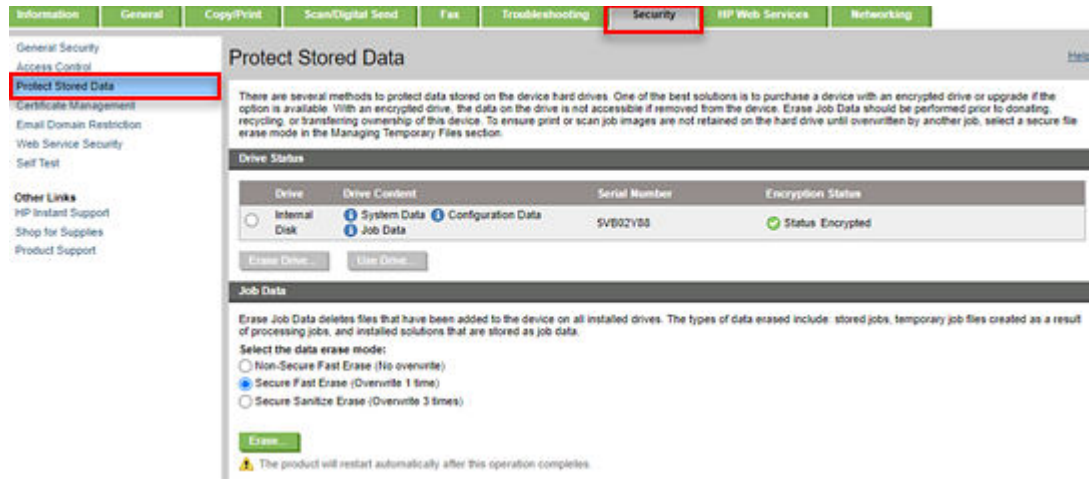 Information General Copy/Print Scan/Digital Send Fax Troubleshooting Security HP Web Services Networking
General Security
Access Control
Protect Stored Data
Certificate Management
Email Domain Restriction
Web Service Security
Self Test
Other Links
HP Instant Support
Shop for Supplies
Product Support
Protect Stored Data
Help
There are several methods to protect data stored on the device hard drives. One of the best solutions is to purchase a device with an encrypted drive or upgrade if the
option is available. With an encrypted drive, the data on the drive is not accessible if removed from the device. Erase Job Data should be performed prior to donating,
recycling, or transferring ownership of this device. To ensure print or scan job images are not retained on the hard drive until overwritten by another job, select a secure file
erase mode in the Managing Temporary Files section.
Drive Status
Drive Drive Content Serial Number Encryption Status
Internal Disk System Data Configuration Data
Job Data
SVB02Y88
Status Encrypted
Erase Drive... Use Drive...
Job Data
Erase Job Data deletes files that have been added to the device on all installed drives. The types of data erased include: stored jobs, temporary job files created as a result
of processing jobs, and installed solutions that are stored as job data.
Select the data erase mode:
Non-Secure Fast Erase (No overwrite)
Secure Fast Erase (Overwrite 1 time)
Secure Sanitize Erase (Overwrite 3 times)
Erase...
The product will restart automatically after this operation completes.